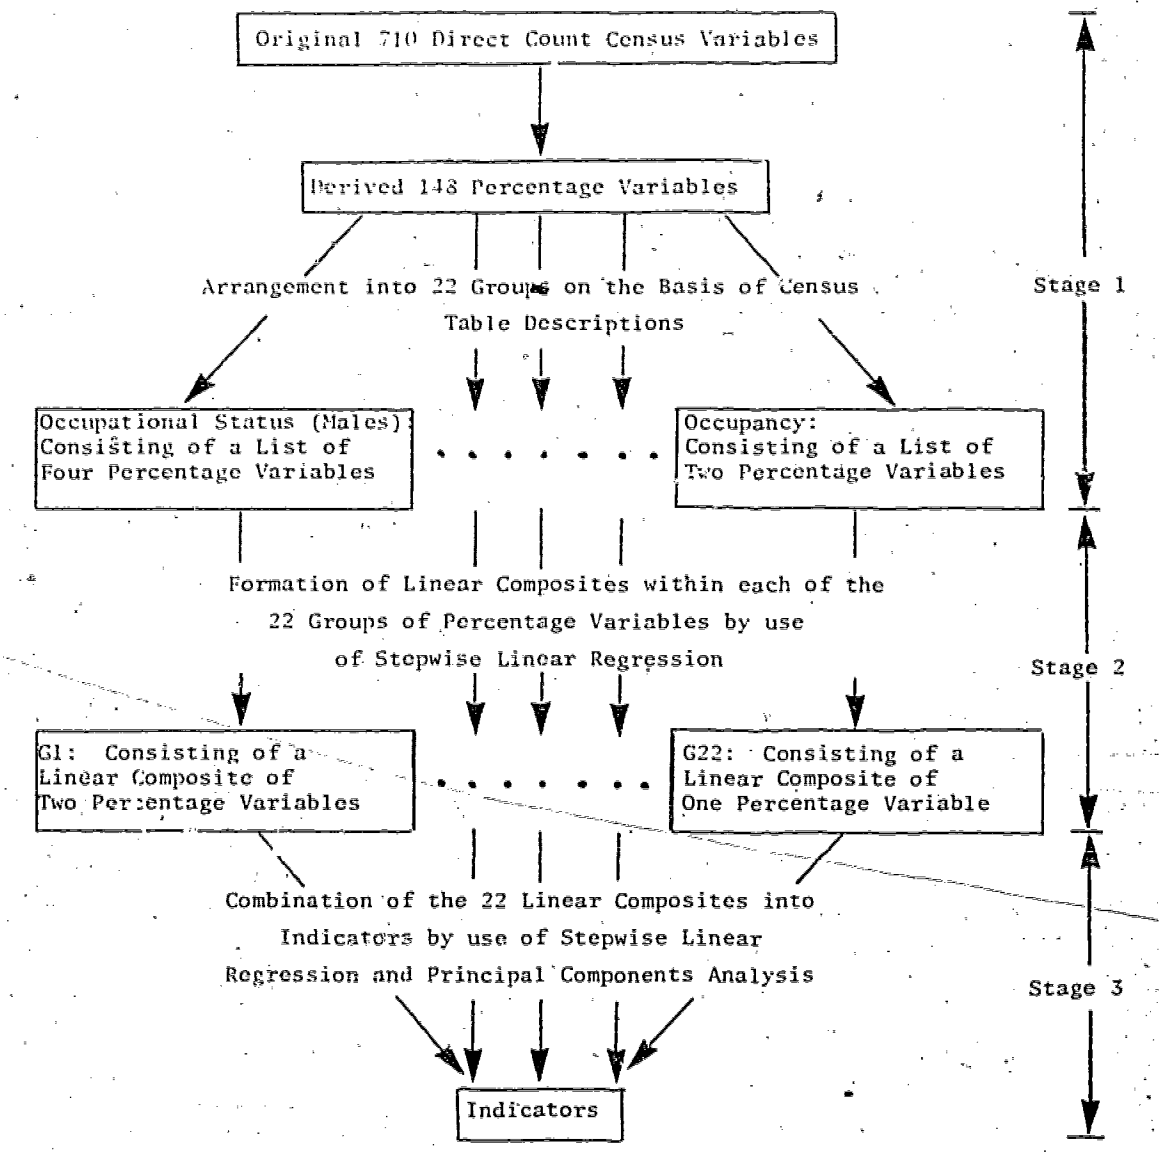 Original 710 Direct Count Census Variables
Derived 148 Percentage Variables
Arrangement into 22 Groups on the Basis of Census
Table Descriptions
Stage 1
Occupational Status (Males):
Consisting of a List of
Four Percentage Variables
Occupancy:
Consisting of a List of
Two Percentage Variables
Formation of Linear Composites within each of the
22 Groups of Percentage Variables by use
of Stepwise Linear Regression
Stage 2
G1: Consisting of a
Linear Composite of
Two Percentage Variables
G22: Consisting of a
Linear Composite of
One Percentage Variable
Combination of the 22 Linear Composites into
Indicators by use of Stepwise Linear
Regression and Principal Components Analysis
Stage 3
Indicators